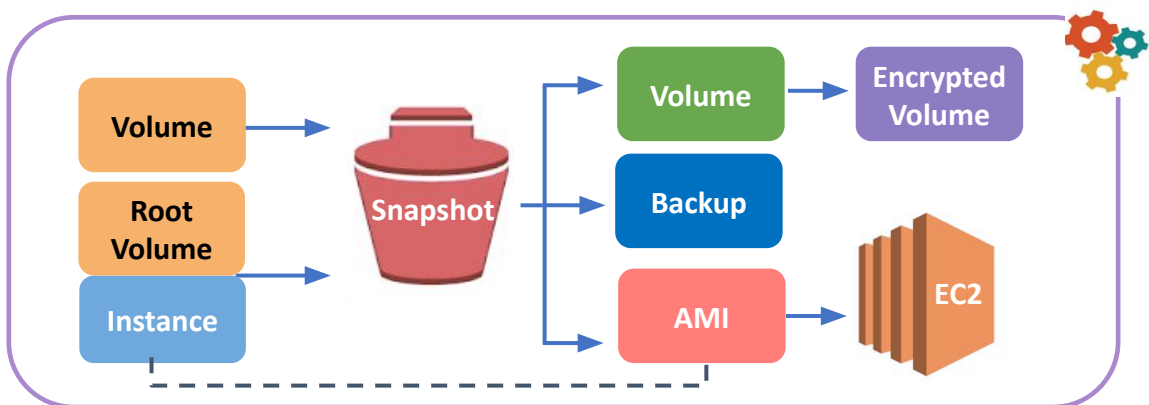 Volume
Root
Volume
Instance
Snapshot
Volume
Encrypted
Volume
Backup
AMI
EC2